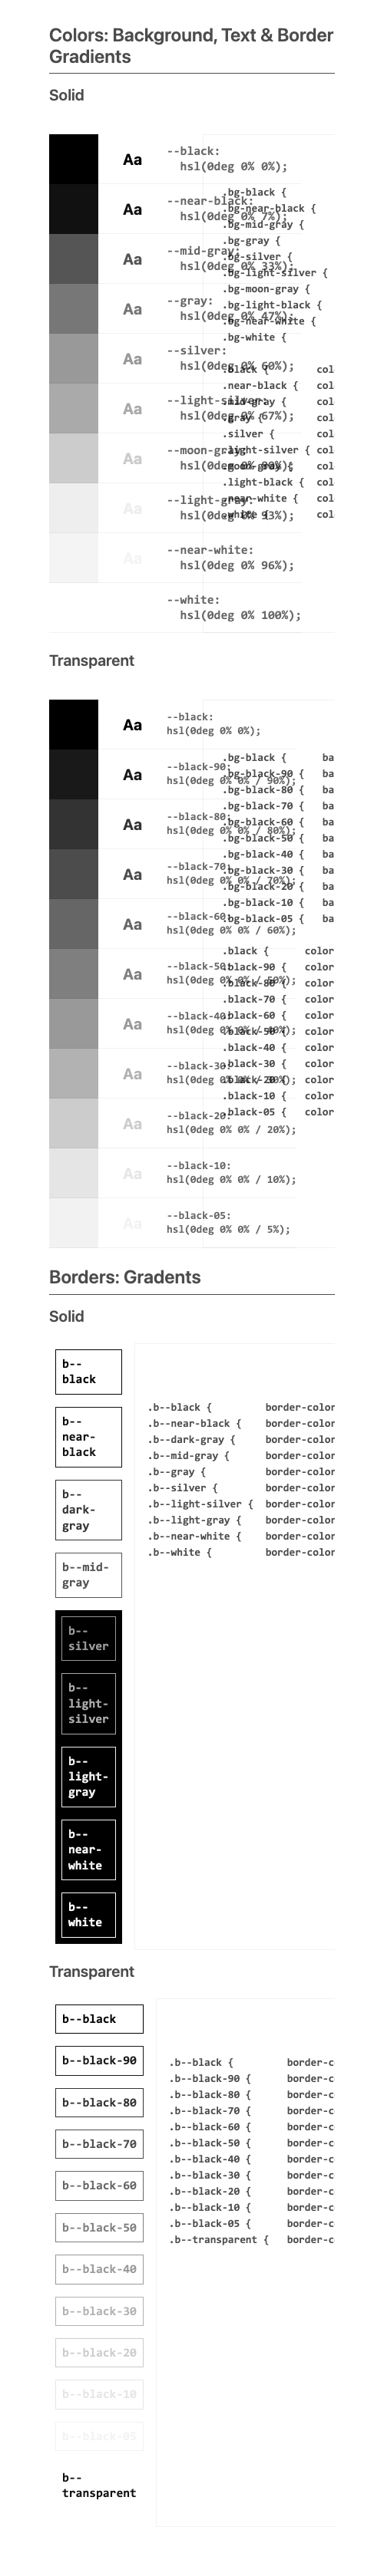 Colors: Background, Text & Border
Gradients
Solid
Aa
--black:
hsl(0deg 0% 0%);
Aa
--near-black:
hsl(0deg 0% 7%);
Aa
--mid-gray:
hsl(0deg 0% 33%);
Aa
--gray:
hsl(0deg 0% 47%);
Aa
--silver:
hsl(0deg 0% 60%);
Aa
--light-silver:
hsl(0deg 0% 67%);
Aa
--moon-gray:
hsl(0deg 0% 80%);
Aa
--light-gray:
hsl(0deg 0% 93%);
Aa
--near-white:
hsl(0deg 0% 96%);
--white:
hsl(0deg 0% 100%);
.bg-black {
.bg-near-black {
.bg-mid-gray {
.bg-gray {
.bg-silver {
.bg-light-silver {
.bg-moon-gray {
.bg-light-black {
.bg-near-white {
.bg-white {
.black { col
.near-black { col
.mid-gray { col
.gray { col
.silver { col
.light-silver { col
.moon-gray { col
.light-black { col
.near-white { col
.white { col
Transparent
Aa
--black:
hsl(0deg 0% 0%);
Aa
--black-90:
hsl(0deg 0% 0% / 90%);
Aa
--black-80:
hsl(0deg 0% 0% / 80%);
Aa
--black-70:
hsl(0deg 0% 0% / 70%);
Aa
--black-60:
hsl(0deg 0% 0% / 60%);
Aa
--black-50:
hsl(0deg 0% 0% / 50%);
Aa
--black-40:
hsl(0deg 0% 0% / 40%);
Aa
--black-30:
hsl(0deg 0% 0% / 30%);
Aa
--black-20:
hsl(0deg 0% 0% / 20%);
Aa
--black-10:
hsl(0deg 0% 0% / 10%);
Aa
--black-05:
hsl(0deg 0% 0% / 5%);
.bg-black { ba
.bg-black-90 { ba
.bg-black-80 { ba
.bg-black-70 { ba
.bg-black-60 { ba
.bg-black-50 { ba
.bg-black-40 { ba
.bg-black-30 { ba
.bg-black-20 { ba
.bg-black-10 { ba
.bg-black-05 { ba
.black { color
.black-90 { color
.black-80 { color
.black-70 { color
.black-60 { color
.black-50 { color
.black-40 { color
.black-30 { color
.black-20 { color
.black-10 { color
.black-05 { color
Borders: Gradents
Solid
b--
black
b--
near-
black
b--
dark-
gray
b--mid-
gray
b--
silver
b--
light-
silver
b--
light-
gray
b--
near-
white
b--
white
.b--black { border-color
.b--near-black { border-color
.b--dark-gray { border-color
.b--mid-gray { border-color
.b--gray { border-color
.b--silver { border-color
.b--light-silver { border-color
.b--light-gray { border-color
.b--near-white { border-color
.b--white { border-color
Transparent
b--black
b--black-90
b--black-80
b--black-70
b--black-60
b--black-50
b--black-40
b--black-30
b--black-20
b--black-10
b--black-05
b--
transparent
.b--black { border-c
.b--black-90 { border-c
.b--black-80 { border-c
.b--black-70 { border-c
.b--black-60 { border-c
.b--black-50 { border-c
.b--black-40 { border-c
.b--black-30 { border-c
.b--black-20 { border-c
.b--black-10 { border-c
.b--black-05 { border-c
.b--transparent { border-c